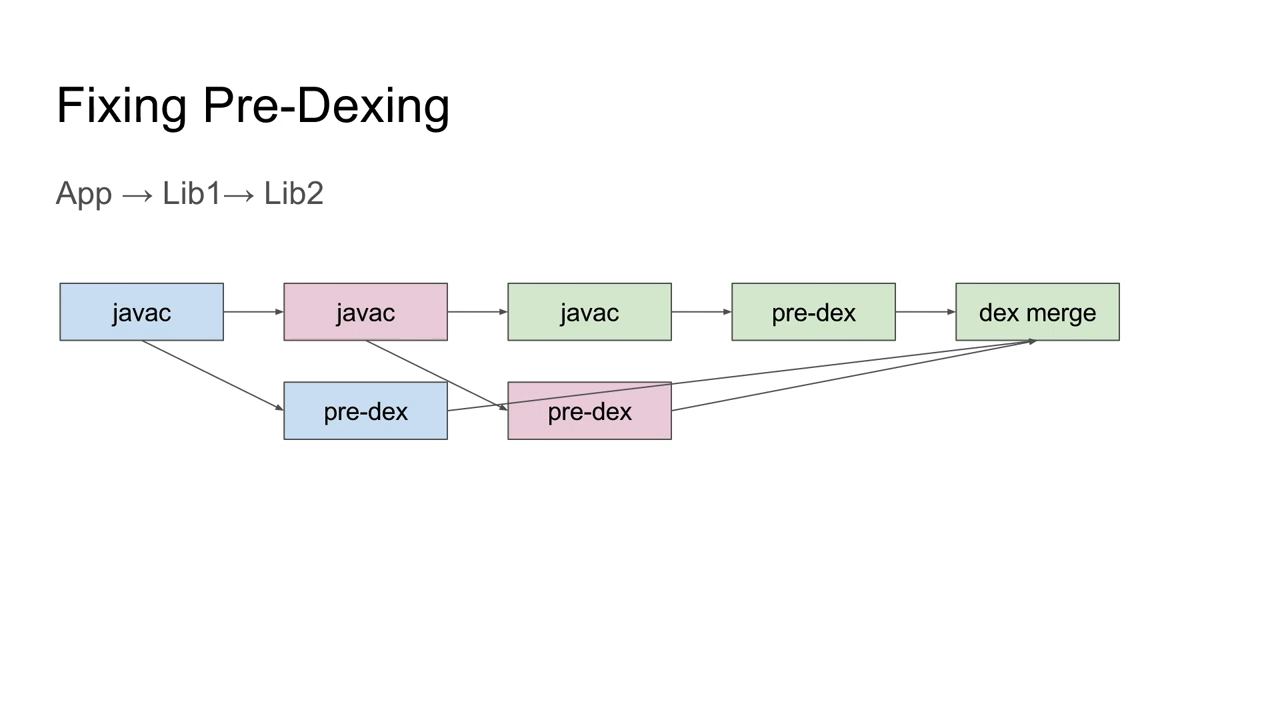 Fixing Pre-Dexing
App → Lib1→ Lib2
javac
javac
javac
pre-dex
dex merge
pre-dex
pre-dex